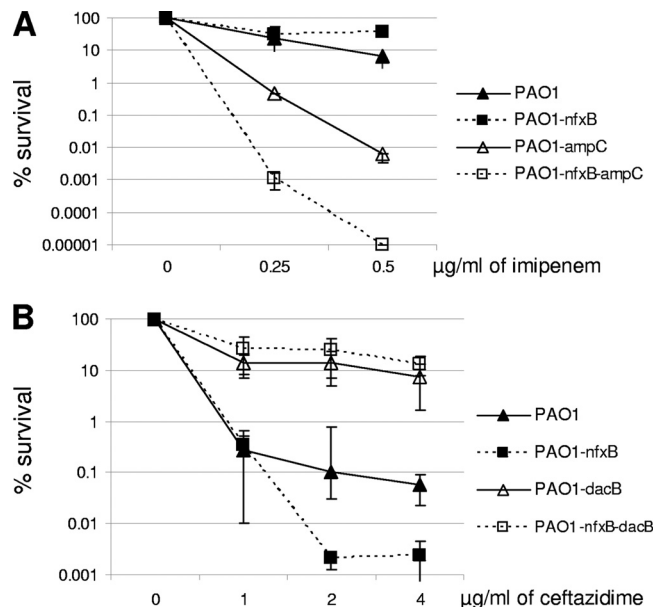 A
% survival
100
10
1
0.1
0.01
0.001
0.0001
0.00001
0 0.25 0.5 µg/ml of imipenem
PAO1
PAO1-nfxB
PAO1-ampC
PAO1-nfxB-ampC
B
% survival
100
10
1
0.1
0.01
0.001
0 1 2 4 µg/ml of ceftazidime
PAO1
PAO1-nfxB
PAO1-dacB
PAO1-nfxB-dacB